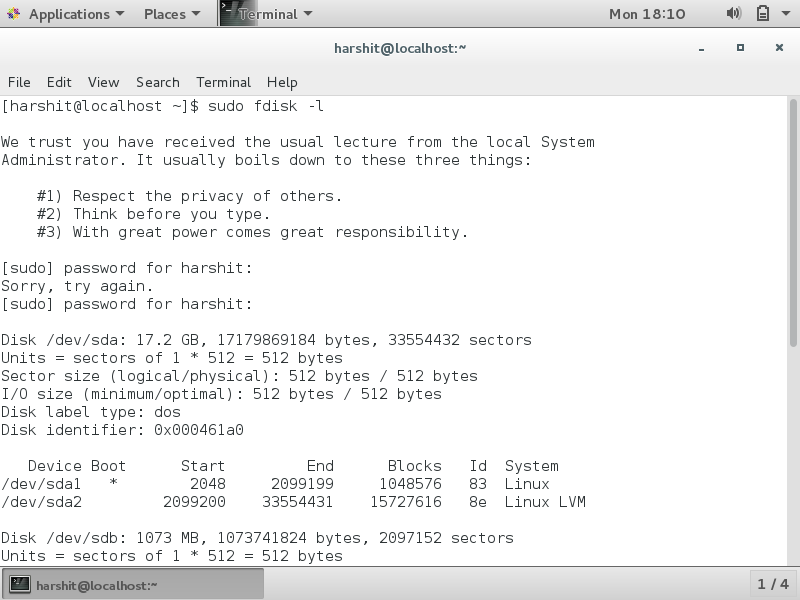 Applications Places Terminal Mon 18:10
harshit@localhost:~
File Edit View Search Terminal Help
[harshit@localhost ~]$ sudo fdisk -l
We trust you have received the usual lecture from the local System
Administrator. It usually boils down to these three things:
#1) Respect the privacy of others.
#2) Think before you type.
#3) With great power comes great responsibility.
[sudo] password for harshit:
Sorry, try again.
[sudo] password for harshit:
Disk /dev/sda: 17.2 GB, 17179869184 bytes, 33554432 sectors
Units = sectors of 1 * 512 = 512 bytes
Sector size (logical/physical): 512 bytes / 512 bytes
I/O size (minimum/optimal): 512 bytes / 512 bytes
Disk label type: dos
Disk identifier: 0x000461a0
Device Boot Start End Blocks Id System
/dev/sda1 * 2048 2099199 1048576 83 Linux
/dev/sda2 2099200 33554431 15727616 8e Linux LVM
Disk /dev/sdb: 1073 MB, 1073741824 bytes, 2097152 sectors
Units = sectors of 1 * 512 = 512 bytes
harshit@localhost:~ 1 / 4